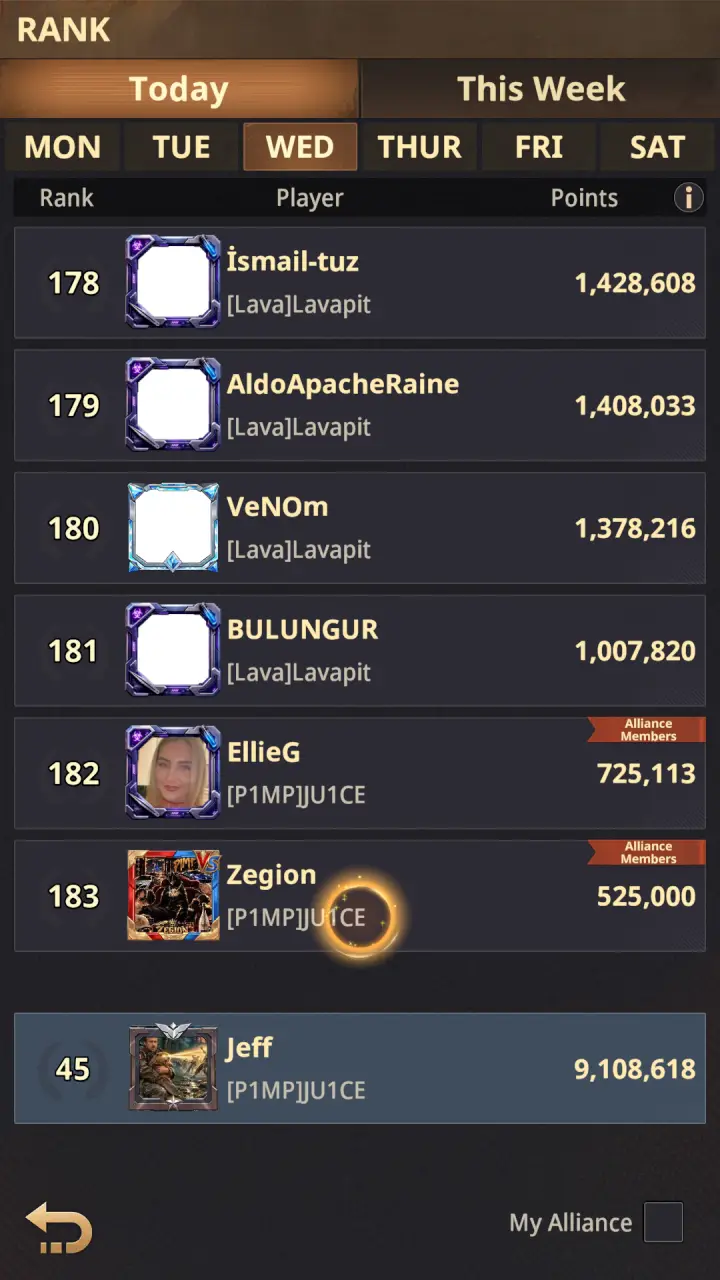 RANK
Today
This Week
MON
TUE
WED
THUR
FRI
SAT
Rank
Player
Points
178
İsmail-tuz
[Lava]Lavapit
1,428,608
179
AldoApacheRaine
[Lava]Lavapit
1,408,033
180
VeNOm
[Lava]Lavapit
1,378,216
181
BULUNGUR
[Lava]Lavapit
1,007,820
182
EllieG
[P1MP]JU1CE
Alliance
Members
725,113
183
Zegion
[P1MP]JU1CE
Alliance
Members
525,000
45
Jeff
[P1MP]JU1CE
9,108,618
My Alliance